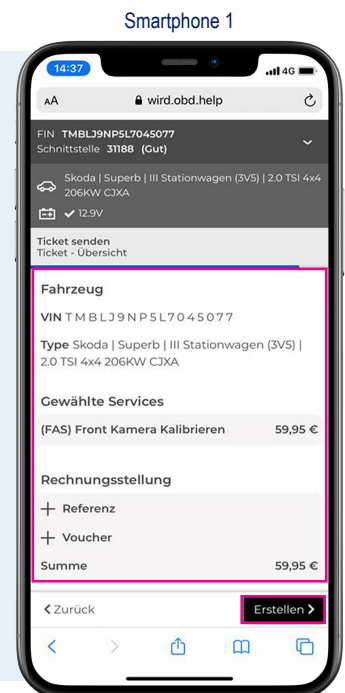 Smartphone 1
14:37
4G
AA
wird.obd.help
FIN TMBLJ9NP5L7045077
Schnittstelle 31188 (Gut)
Skoda | Superb | III Stationwagen (3V5) | 2.0 TSI 4x4
206KW CJXA
12.9V
Ticket senden
Ticket - Übersicht
Fahrzeug
VIN TMBLJ9NP5L7045077
Type Skoda | Superb | III Stationwagen (3V5) |
2.0 TSI 4x4 206KW CJXA
Gewählte Services
(FAS) Front Kamera Kalibrieren 59,95 €
Rechnungsstellung
+ Referenz
+ Voucher
Summe 59,95 €
Zurück
Erstellen